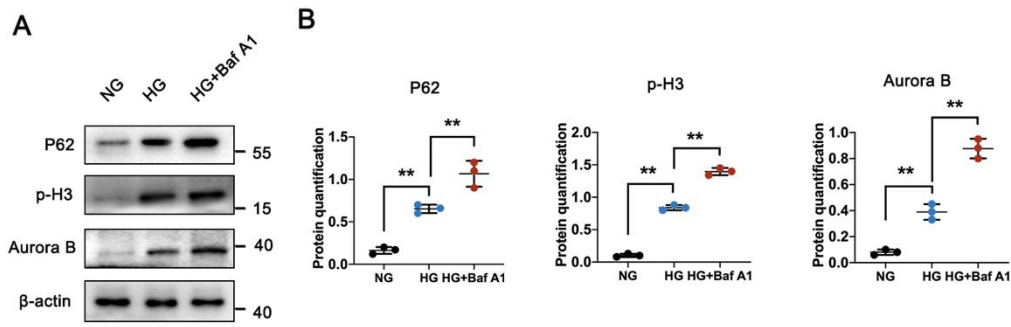 A
NG HG HG+Baf A1
P62
55
p-H3
15
Aurora B
40
β-actin
40
B
P62
Protein quantification
1.5
1.0
0.5
0.0
**
**
NG HG HG+Baf A1
p-H3
Protein quantification
2.0
1.5
1.0
0.5
0.0
**
**
NG HG HG+Baf A1
Aurora B
Protein quantification
1.0
0.8
0.6
0.4
0.2
0.0
**
**
NG HG HG+Baf A1